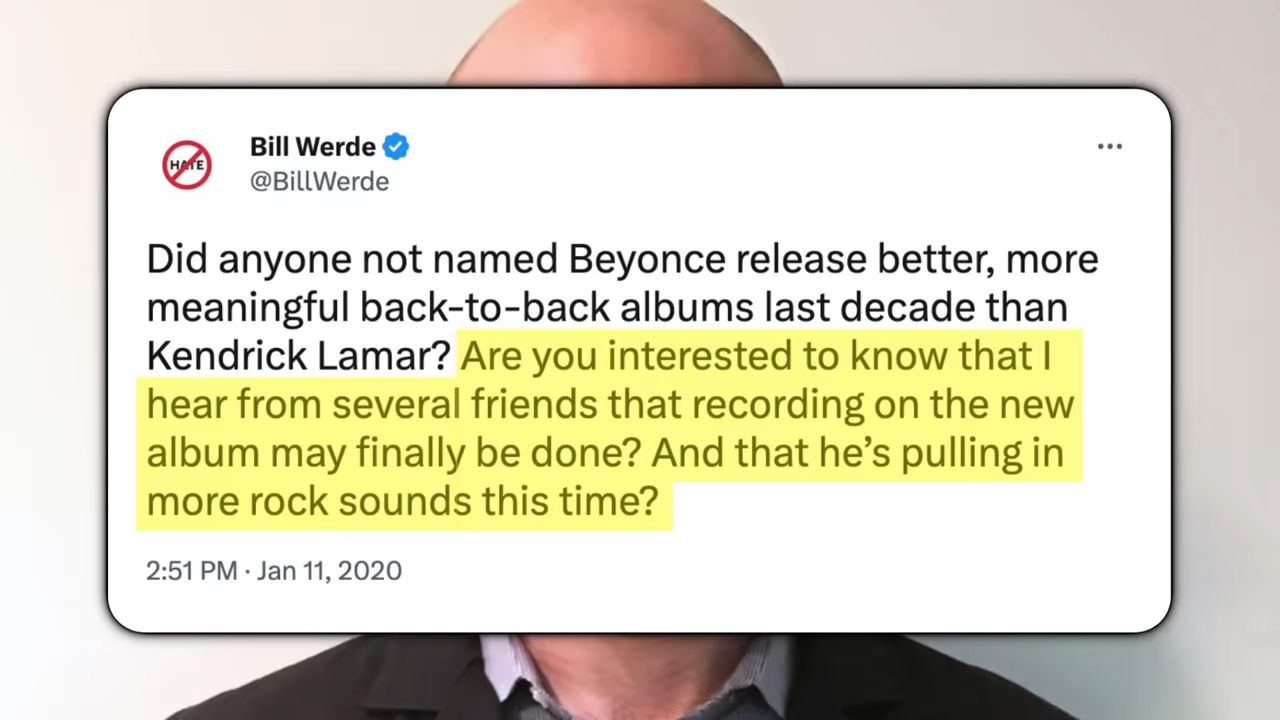 HATE
Bill Werde
@BillWerde
Did anyone not named Beyonce release better, more
meaningful back-to-back albums last decade than
Kendrick Lamar? Are you interested to know that I
hear from several friends that recording on the new
album may finally be done? And that he’s pulling in
more rock sounds this time?
2:51 PM · Jan 11, 2020